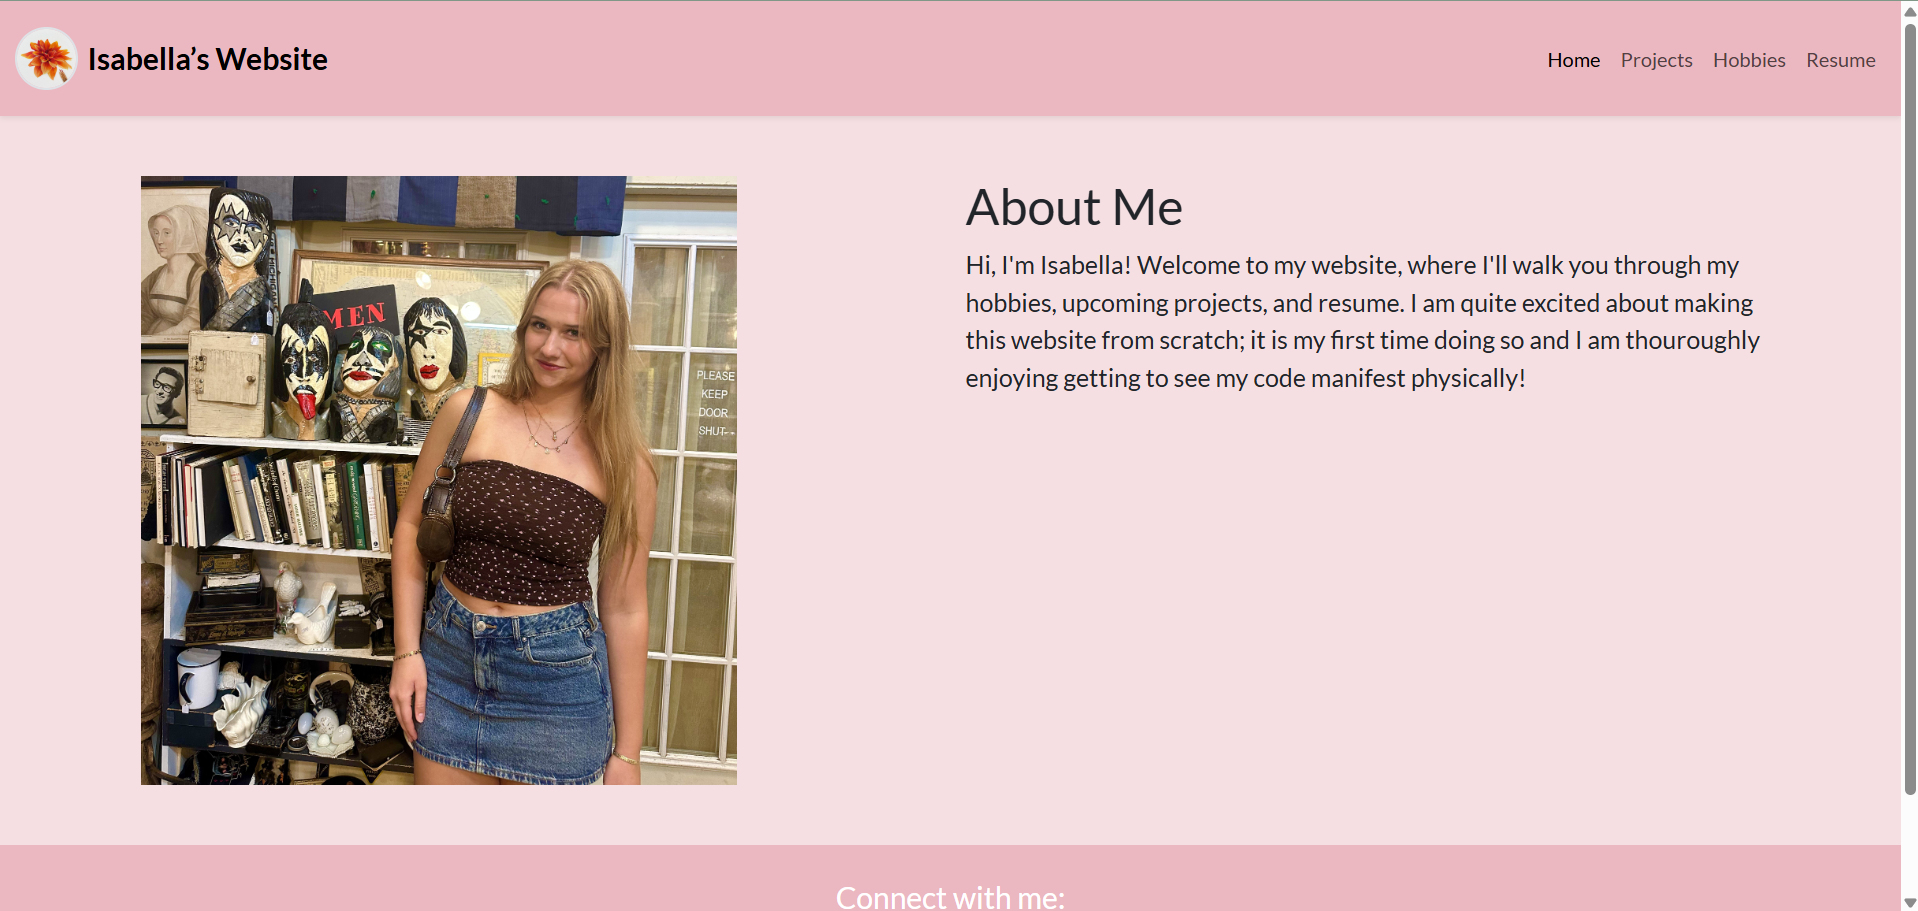 Isabella’s Website
Home Projects Hobbies Resume
About Me
Hi, I'm Isabella! Welcome to my website, where I'll walk you through my
hobbies, upcoming projects, and resume. I am quite excited about making
this website from scratch; it is my first time doing so and I am thouroughly
enjoying getting to see my code manifest physically!
MEN
PLEASE
KEEP
DOOR
SHUT--
Connect with me: